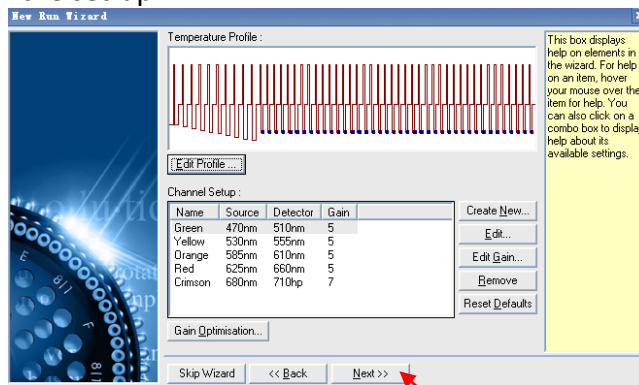 New Run Wizard
Temperature Profile :
Edit Profile ...
Channel Setup :
Name Source Detector Gain
Green 470nm 510nm 5
Yellow 530nm 555nm 5
Orange 585nm 610nm 5
Red 625nm 660nm 5
Crimson 680nm 710hp 7
Create New...
Edit...
Edit Gain...
Remove
Reset Defaults
Gain Optimisation...
Skip Wizard << Back Next >>
This box displays
help on elements in
the wizard. For help
on an item, hover
your mouse over the
item for help. You
can also click on a
combo box to display
help about its
available settings.